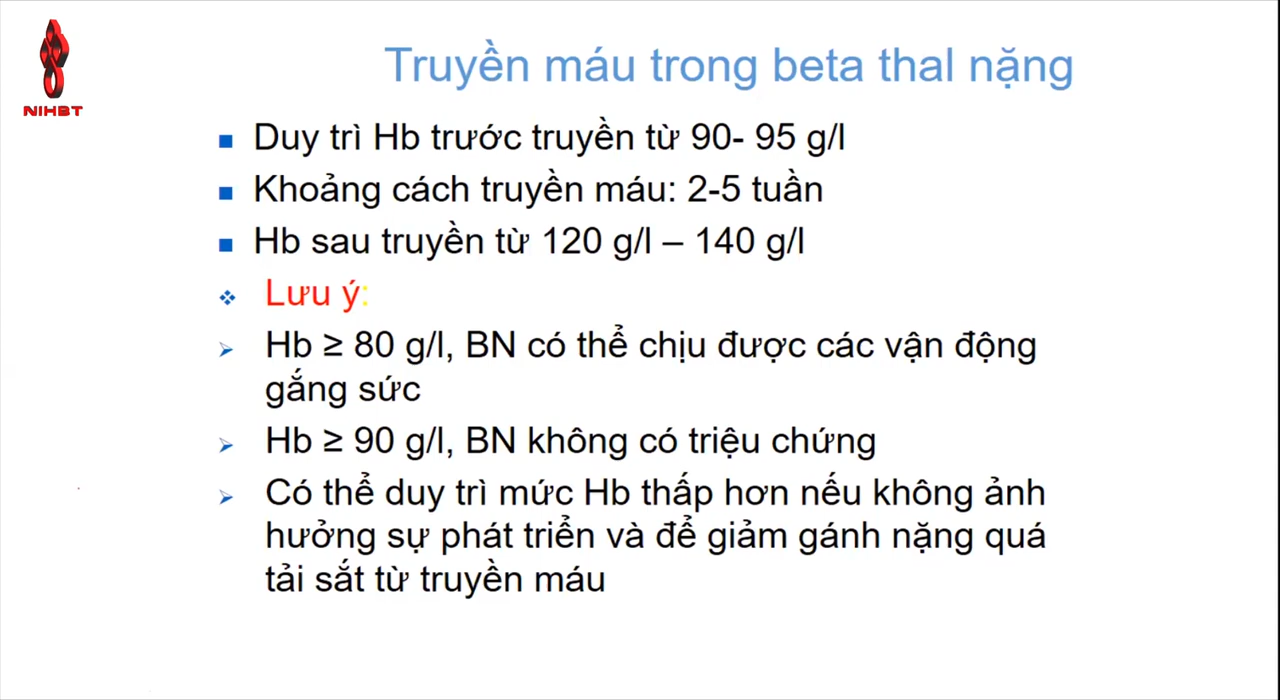 NIHBT
Truyền máu trong beta thal nặng
Duy trì Hb trước truyền từ 90- 95 g/l
Khoảng cách truyền máu: 2-5 tuần
Hb sau truyền từ 120 g/l – 140 g/l
Lưu ý:
Hb ≥ 80 g/l, BN có thể chịu được các vận động
gắng sức
Hb ≥ 90 g/l, BN không có triệu chứng
Có thể duy trì mức Hb thấp hơn nếu không ảnh
hưởng sự phát triển và để giảm gánh nặng quá
tải sắt từ truyền máu